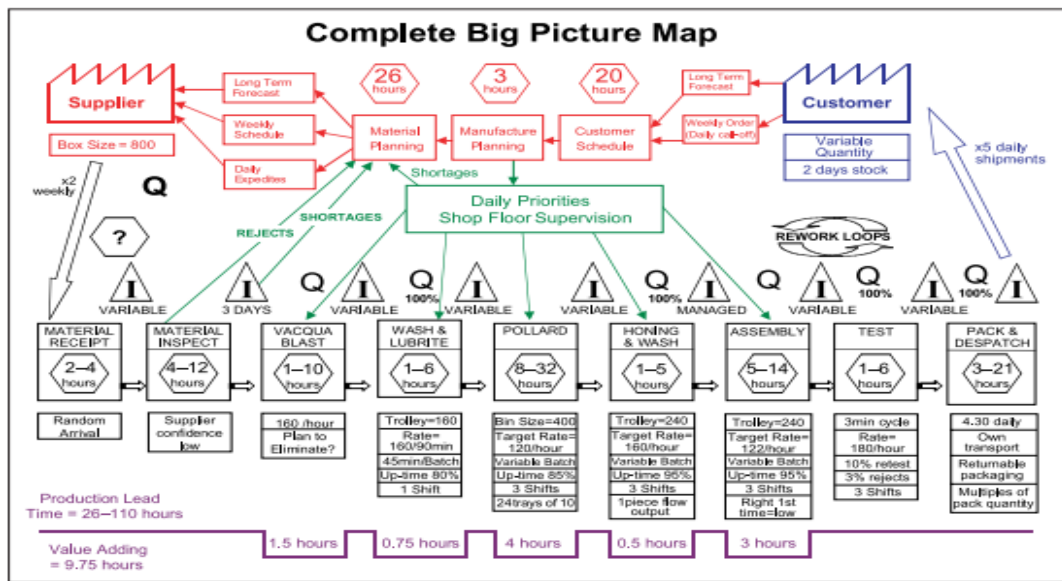 Complete Big Picture Map
Supplier
Box Size = 800
Long Term
Forecast
Weekly
Schedule
Daily
Expedites
26
hours
Material
Planning
3
hours
Manufacture
Planning
20
hours
Customer
Schedule
Long Term
Forecast
Weekly Order
(Daily call-off)
Customer
Variable
Quantity
2 days stock
x5 daily
shipments
x2
weekly
Q
?
REJECTS
SHORTAGES
Shortages
Daily Priorities
Shop Floor Supervision
REWORK LOOPS
I
VARIABLE
I
3 DAYS
Q
I
VARIABLE
Q
100%
I
VARIABLE
Q
I
VARIABLE
Q
100%
I
MANAGED
Q
I
VARIABLE
Q
100%
I
VARIABLE
Q
100%
I
MATERIAL
RECEIPT
2–4
hours
MATERIAL
INSPECT
4–12
hours
VACQUA
BLAST
1–10
hours
WASH &
LUBRITE
1–6
hours
POLLARD
8–32
hours
HONING
& WASH
1–5
hours
ASSEMBLY
5–14
hours
TEST
1–6
hours
PACK &
DESPATCH
3–21
hours
Random
Arrival
Supplier
confidence
low
160 /hour
Plan to
Eliminate?
Trolley=160
Rate=
160/90min
45min/Batch
Up-time 80%
1 Shift
Bin Size=400
Target Rate=
120/hour
Variable Batch
Up-time 85%
3 Shifts
24trays of 10
Trolley=240
Target Rate=
160/hour
Variable Batch
Up-time 95%
3 Shifts
1piece flow
output
Trolley=240
Target Rate=
122/hour
Variable Batch
Up-time 95%
3 Shifts
Right 1st
time=low
3min cycle
Rate=
180/hour
10% retest
3% rejects
3 Shifts
4.30 daily
Own
transport
Returnable
packaging
Multiples of
pack quantity
Production Lead
Time = 26–110 hours
Value Adding
= 9.75 hours
1.5 hours
0.75 hours
4 hours
0.5 hours
3 hours